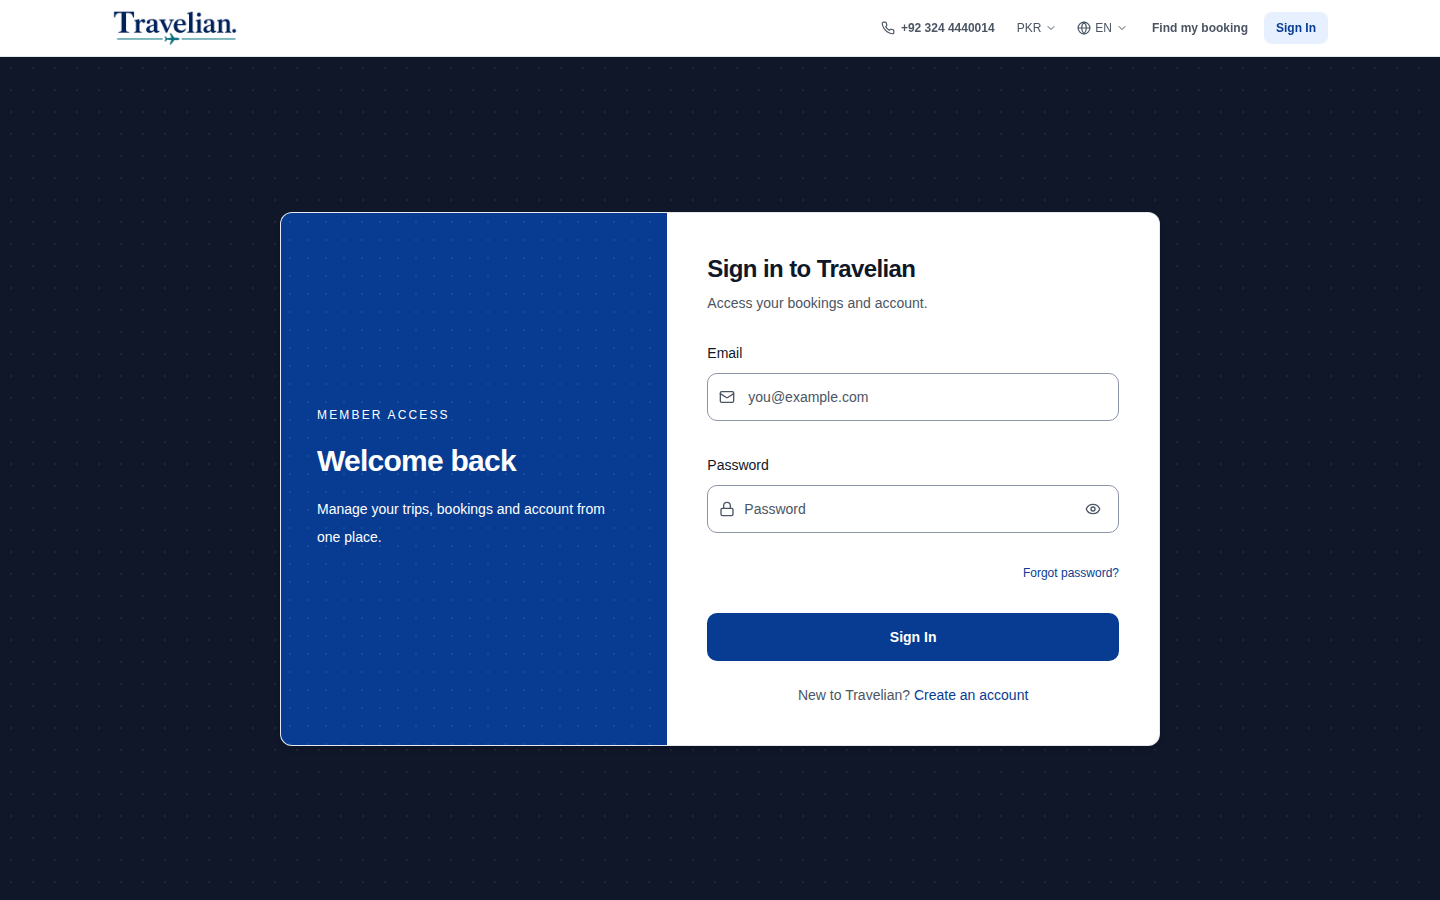 Travelian.
+92 324 4440014
PKR
EN
Find my booking
Sign In
MEMBER ACCESS
Welcome back
Manage your trips, bookings and account from
one place.
Sign in to Travelian
Access your bookings and account.
Email
you@example.com
Password
Password
Forgot password?
Sign In
New to Travelian? Create an account